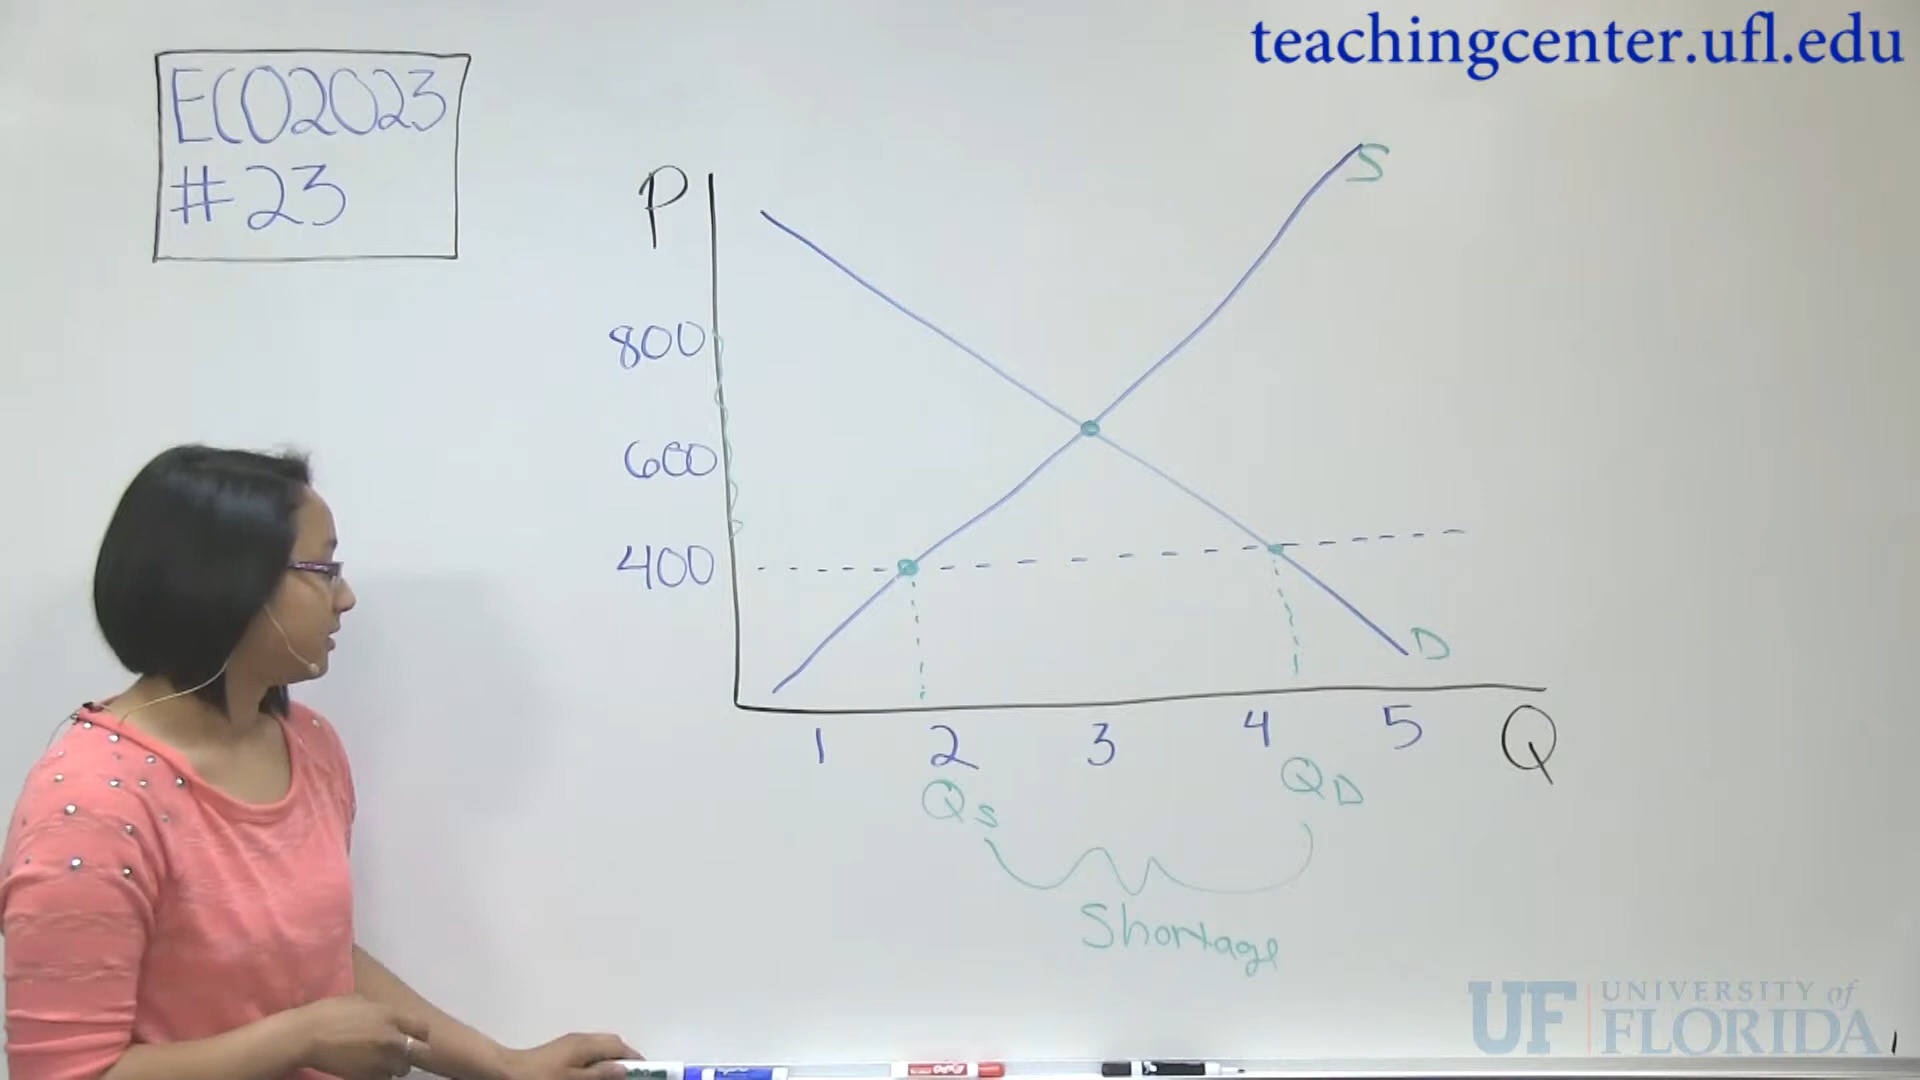 teachingcenter.ufl.edu
ECO2023
#23
P
S
800
600
400
D
1 2 3 4 5 Q
QS QD
Shortage
UF UNIVERSITY of FLORIDA